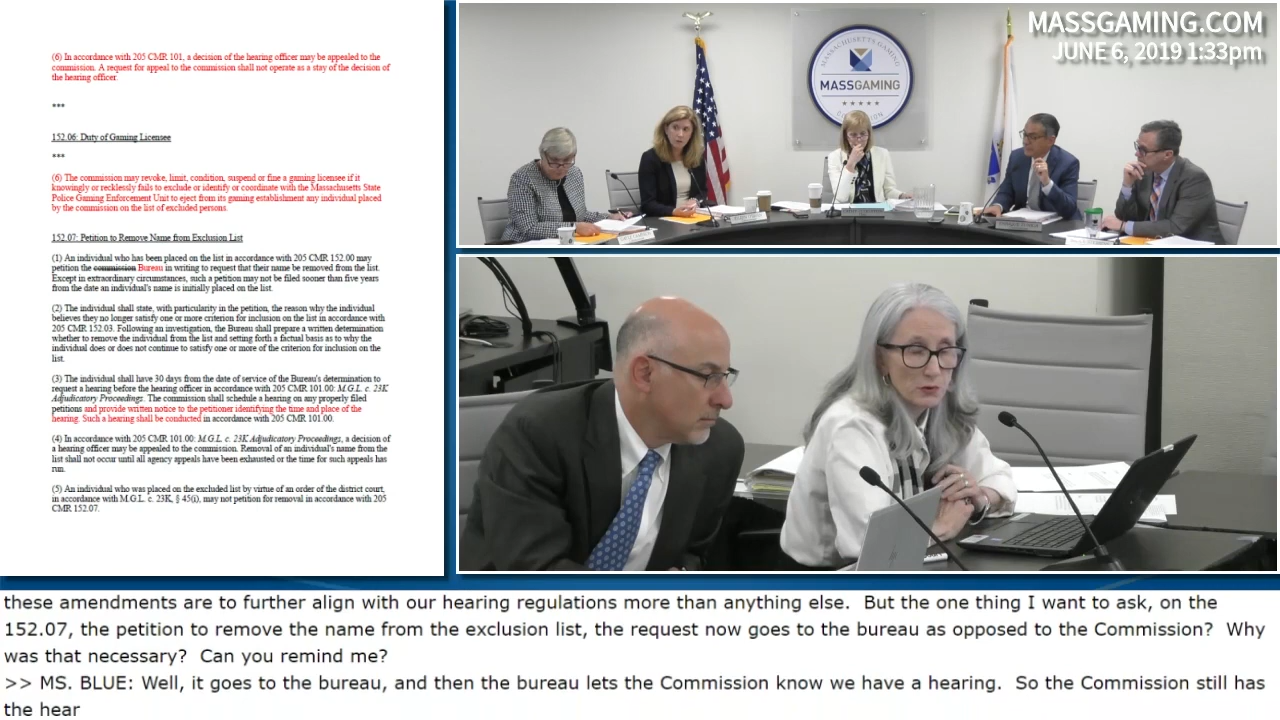 (6) In accordance with 205 CMR 101, a decision of the hearing officer may be appealed to the
commission. A request for appeal to the commission shall not operate as a stay of the decision of
the hearing officer.
***
152.06: Duty of Gaming Licensee
***
(6) The commission may revoke, limit, condition, suspend or fine a gaming licensee if it
knowingly or recklessly fails to exclude or identify or coordinate with the Massachusetts State
Police Gaming Enforcement Unit to eject from its gaming establishment any individual placed
by the commission on the list of excluded persons.
152.07: Petition to Remove Name from Exclusion List
(1) An individual who has been placed on the list in accordance with 205 CMR 152.00 may
petition the commission Bureau in writing to request that their name be removed from the list.
Except in extraordinary circumstances, such a petition may not be filed sooner than five years
from the date an individual's name is initially placed on the list.
(2) The individual shall state, with particularity in the petition, the reason why the individual
believes they no longer satisfy one or more criterion for inclusion on the list in accordance with
205 CMR 152.03. Following an investigation, the Bureau shall prepare a written determination
whether to remove the individual from the list and setting forth a factual basis as to why the
individual does or does not continue to satisfy one or more of the criterion for inclusion on the
list.
(3) The individual shall have 30 days from the date of service of the Bureau's determination to
request a hearing before the hearing officer in accordance with 205 CMR 101.00: M.G.L. c. 23K
Adjudicatory Proceedings. The commission shall schedule a hearing on any properly filed
petitions and provide written notice to the petitioner identifying the time and place of the
hearing. Such a hearing shall be conducted in accordance with 205 CMR 101.00.
(4) In accordance with 205 CMR 101.00: M.G.L. c. 23K Adjudicatory Proceedings, a decision of
a hearing officer may be appealed to the commission. Removal of an individual's name from the
list shall not occur until all agency appeals have been exhausted or the time for such appeals has
run.
(5) An individual who was placed on the excluded list by virtue of an order of the district court,
in accordance with M.G.L. c. 23K, § 45(i), may not petition for removal in accordance with 205
CMR 152.07.
MASSGAMING.COM
JUNE 6, 2019 1:33pm
MASSACHUSETTS GAMING
MASSGAMING
these amendments are to further align with our hearing regulations more than anything else. But the one thing I want to ask, on the
152.07, the petition to remove the name from the exclusion list, the request now goes to the bureau as opposed to the Commission? Why
was that necessary? Can you remind me?
>> MS. BLUE: Well, it goes to the bureau, and then the bureau lets the Commission know we have a hearing. So the Commission still has
the hear